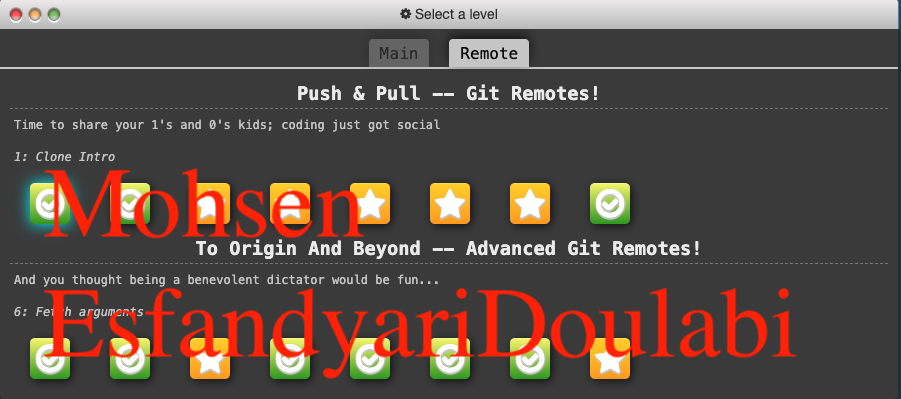 Select a level
Main Remote
Push & Pull -- Git Remotes!
Time to share your 1's and 0's kids; coding just got social
1: Clone Intro
Mohsen
To Origin And Beyond -- Advanced Git Remotes!
And you thought being a benevolent dictator would be fun...
6: Fetch arguments
EsfandyariDoulabi